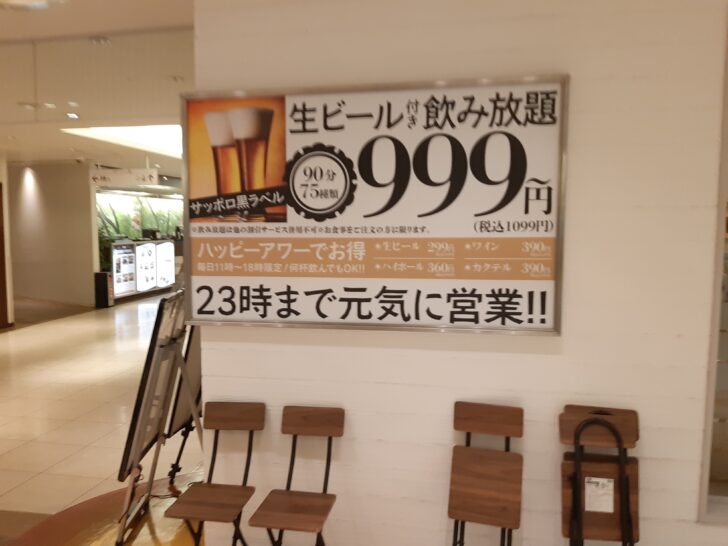 生ビール付き飲み放題
90分
75種類
999円~
(税込1099円)
サッポロ黒ラベル
※飲み放題は他の割引サービス併用不可※お食事をご注文の方に限ります。
ハッピーアワーでお得
毎日11時〜18時限定!何杯飲んでもOK!!
★生ビール 299円
★ワイン 390円
★ハイボール 360円
★カクテル 390円
23時まで元気に営業!!